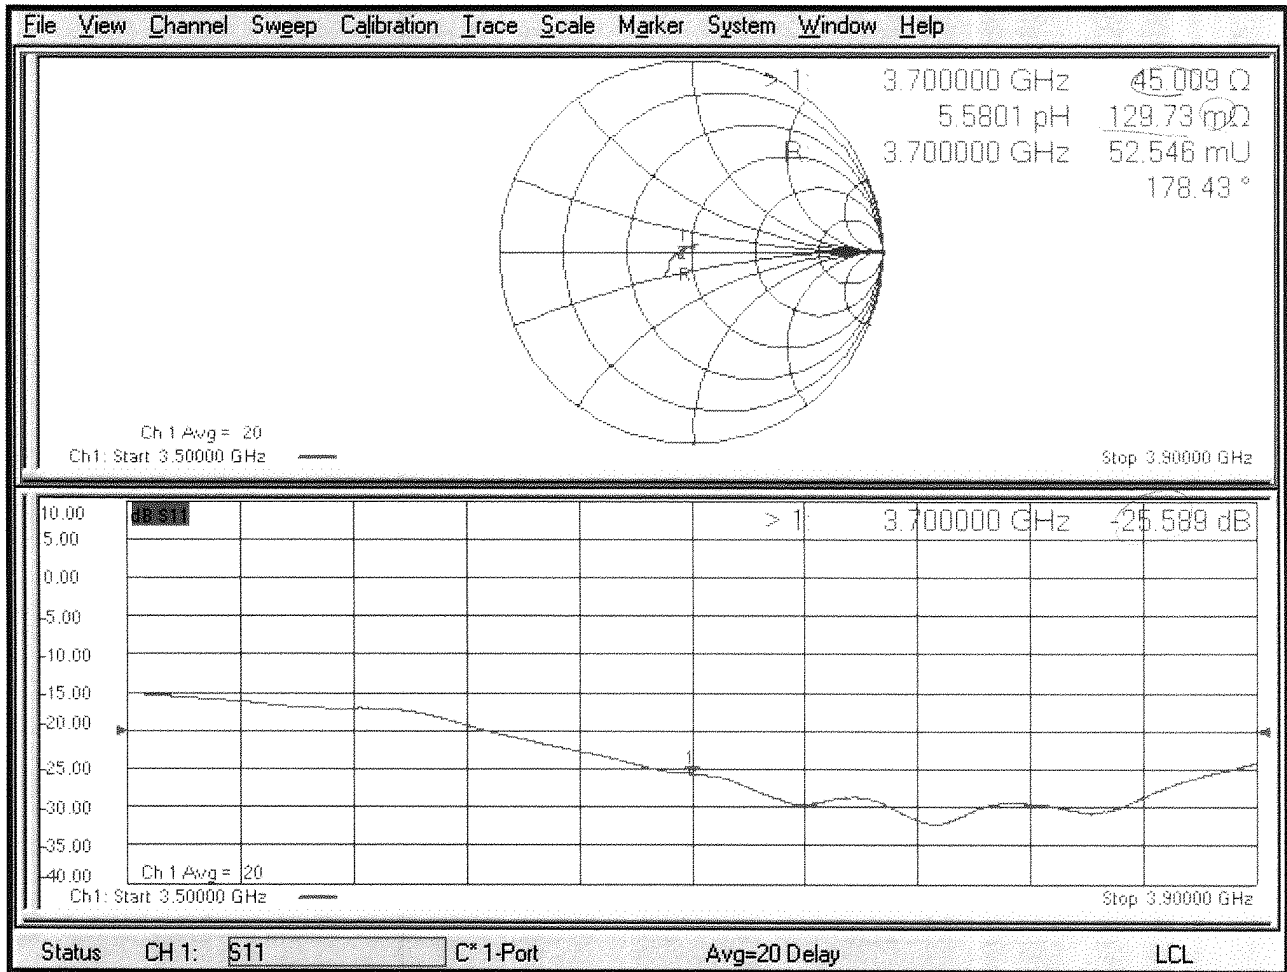 File View Channel Sweep Calibration Trace Scale Marker System Window Help
> 1: 3.700000 GHz 45.009 Ω
5.5801 pH 129.73 mΩ
R: 3.700000 GHz 52.546 mU
178.43 °
1
R
Ch 1 Avg = 20
Ch1: Start 3.50000 GHz Stop 3.90000 GHz
10.00 dB S11 > 1: 3.700000 GHz -25.589 dB
5.00
0.00
-5.00
-10.00
-15.00
-20.00
1
-25.00
-30.00
-35.00
-40.00 Ch 1 Avg = 20
Ch1: Start 3.50000 GHz Stop 3.90000 GHz
Status CH 1: S11 C* 1-Port Avg=20 Delay LCL